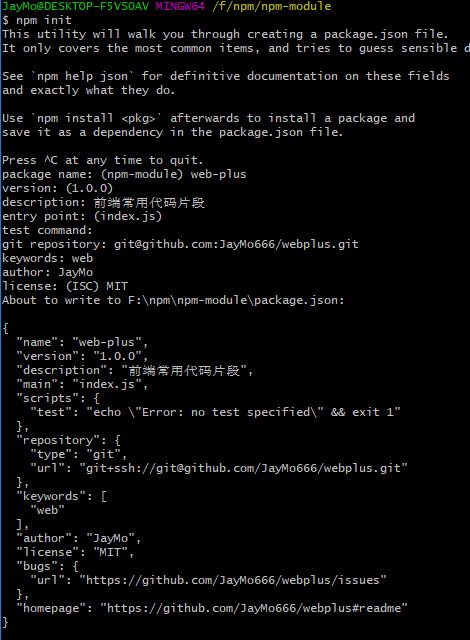 JayMo@DESKTOP-F5VSOAV MINGW64 /f/npm/npm-module
$ npm init
This utility will walk you through creating a package.json file.
It only covers the most common items, and tries to guess sensible d

See `npm help json` for definitive documentation on these fields
and exactly what they do.

Use `npm install <pkg>` afterwards to install a package and
save it as a dependency in the package.json file.

Press ^C at any time to quit.
package name: (npm-module) web-plus
version: (1.0.0)
description: 前端常用代码片段
entry point: (index.js)
test command:
git repository: git@github.com:JayMo666/webplus.git
keywords: web
author: JayMo
license: (ISC) MIT
About to write to F:\npm\npm-module\package.json:

{
  "name": "web-plus",
  "version": "1.0.0",
  "description": "前端常用代码片段",
  "main": "index.js",
  "scripts": {
    "test": "echo \"Error: no test specified\" && exit 1"
  },
  "repository": {
    "type": "git",
    "url": "git+ssh://git@github.com/JayMo666/webplus.git"
  },
  "keywords": [
    "web"
  ],
  "author": "JayMo",
  "license": "MIT",
  "bugs": {
    "url": "https://github.com/JayMo666/webplus/issues"
  },
  "homepage": "https://github.com/JayMo666/webplus#readme"
}